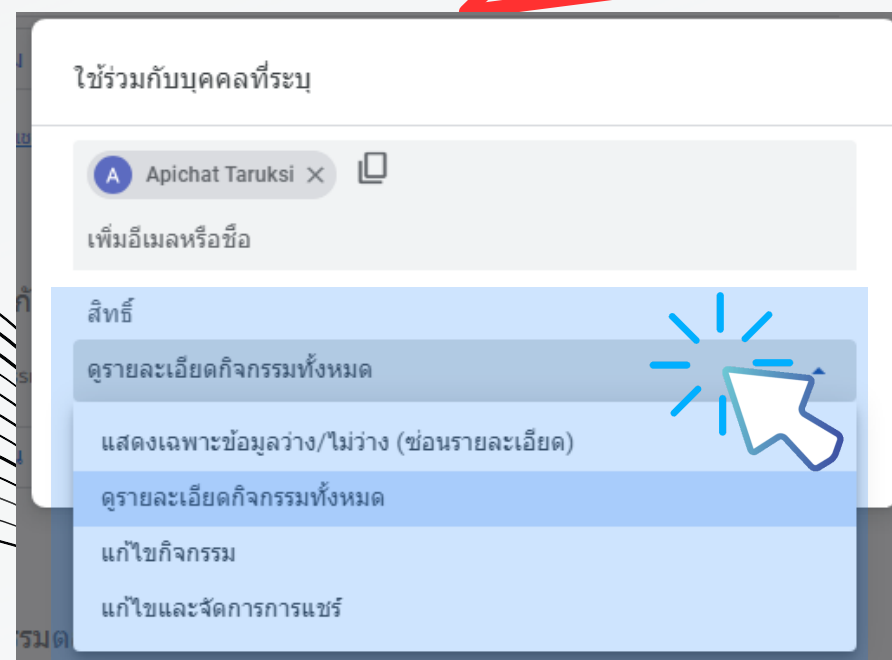 ใช้ร่วมกับบุคคลที่ระบุ
A Apichat Taruksi
เพิ่มอีเมลหรือชื่อ
สิทธิ์
ดูรายละเอียดกิจกรรมทั้งหมด
แสดงเฉพาะข้อมูลว่าง/ไม่ว่าง (ซ่อนรายละเอียด)
ดูรายละเอียดกิจกรรมทั้งหมด
แก้ไขกิจกรรม
แก้ไขและจัดการการแชร์